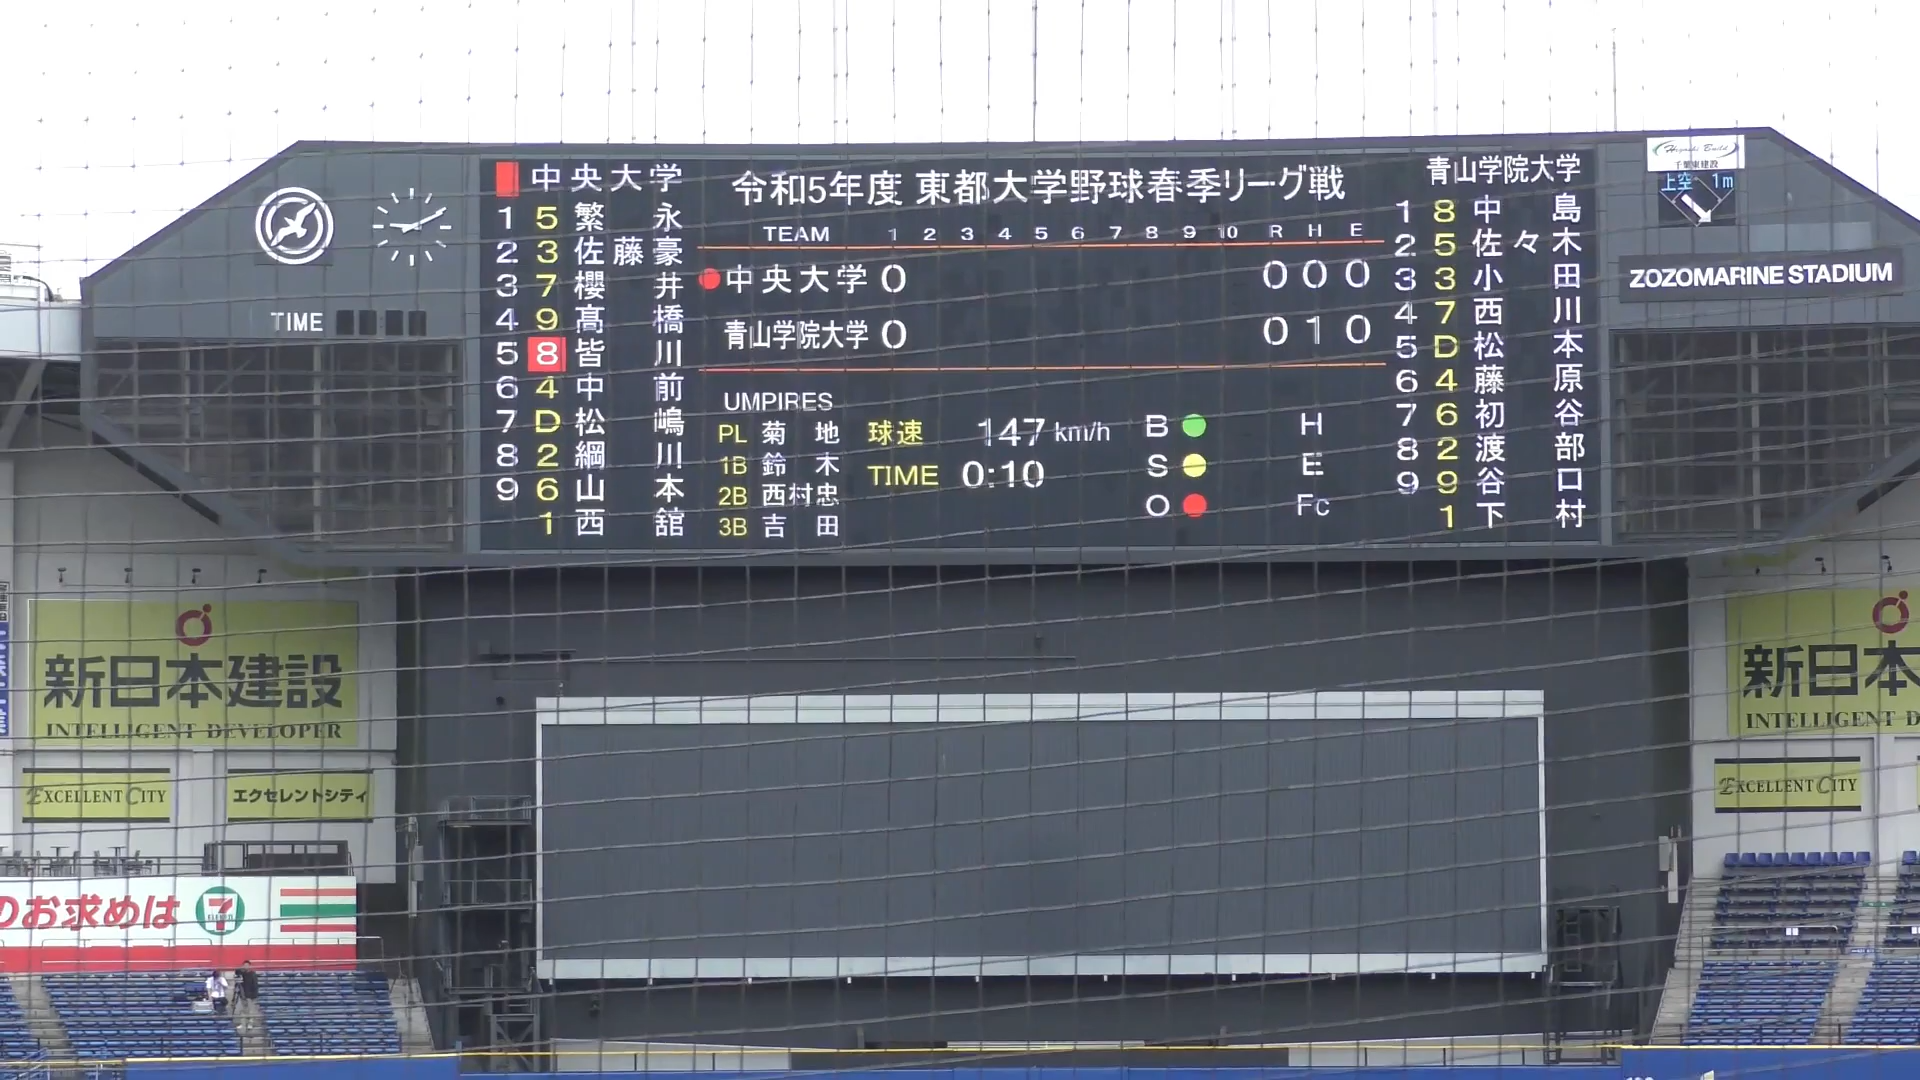 中央大学
1 5 繁永
2 3 佐藤豪
3 7 櫻井
4 9 髙橋
5 8 皆川
6 4 中前
7 D 松嶋
8 2 綱川
9 6 山本
1 西舘
令和5年度 東都大学野球春季リーグ戦
TEAM 1 2 3 4 5 6 7 8 9 10 R H E
中央大学 0 0 0 0
青山学院大学 0 0 1 0
UMPIRES
PL 菊地
1B 鈴木
2B 西村忠
3B 吉田
球速 147 km/h
TIME 0:10
B H
S E
O Fc
青山学院大学
1 8 中島
2 5 佐々木
3 3 小田
4 7 西川
5 D 松本
6 4 藤原
7 6 初谷
8 2 渡部
9 9 谷口
1 下村
TIME
Higashi Build
千葉東建設
上空 1m
ZOZOMARINE STADIUM
新日本建設
INTELLIGENT DEVELOPER
EXCELLENT CITY
エクセレントシティ
のお求めは
7 ELEVEN
新日本
INTELLIGENT D
EXCELLENT CITY